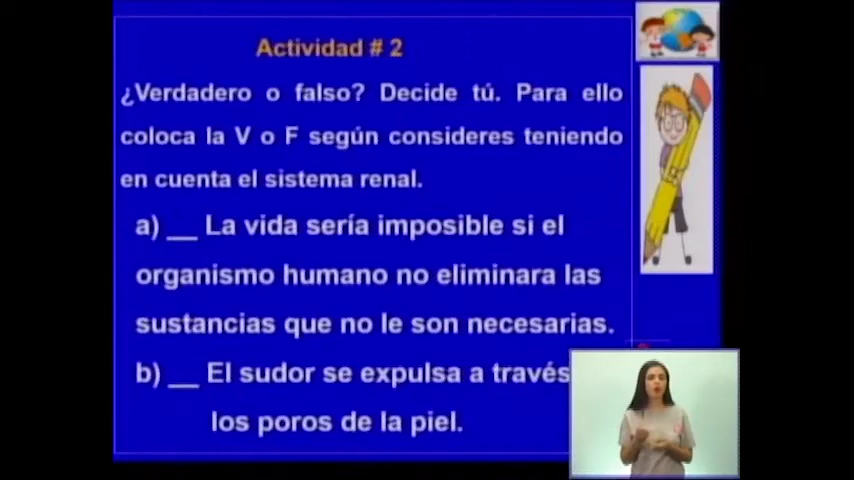 Actividad # 2
¿Verdadero o falso? Decide tú. Para ello
coloca la V o F según consideres teniendo
en cuenta el sistema renal.
a) __ La vida sería imposible si el
organismo humano no eliminara las
sustancias que no le son necesarias.
b) __ El sudor se expulsa a través
los poros de la piel.